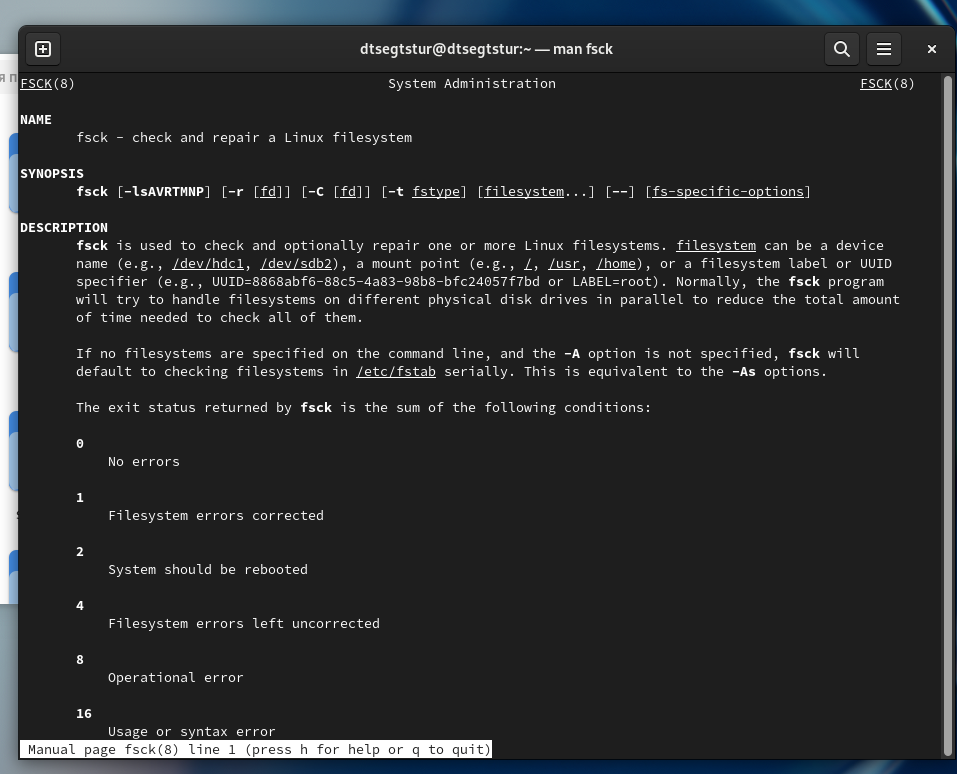 dtsegtstur@dtsegtstur:~ — man fsck
FSCK(8) System Administration FSCK(8)
NAME
fsck - check and repair a Linux filesystem
SYNOPSIS
fsck [-lsAVRTMNP] [-r [fd]] [-C [fd]] [-t fstype] [filesystem...] [--] [fs-specific-options]
DESCRIPTION
fsck is used to check and optionally repair one or more Linux filesystems. filesystem can be a device
name (e.g., /dev/hdc1, /dev/sdb2), a mount point (e.g., /, /usr, /home), or a filesystem label or UUID
specifier (e.g., UUID=8868abf6-88c5-4a83-98b8-bfc24057f7bd or LABEL=root). Normally, the fsck program
will try to handle filesystems on different physical disk drives in parallel to reduce the total amount
of time needed to check all of them.
If no filesystems are specified on the command line, and the -A option is not specified, fsck will
default to checking filesystems in /etc/fstab serially. This is equivalent to the -As options.
The exit status returned by fsck is the sum of the following conditions:
0
No errors
1
Filesystem errors corrected
2
System should be rebooted
4
Filesystem errors left uncorrected
8
Operational error
16
Usage or syntax error
Manual page fsck(8) line 1 (press h for help or q to quit)